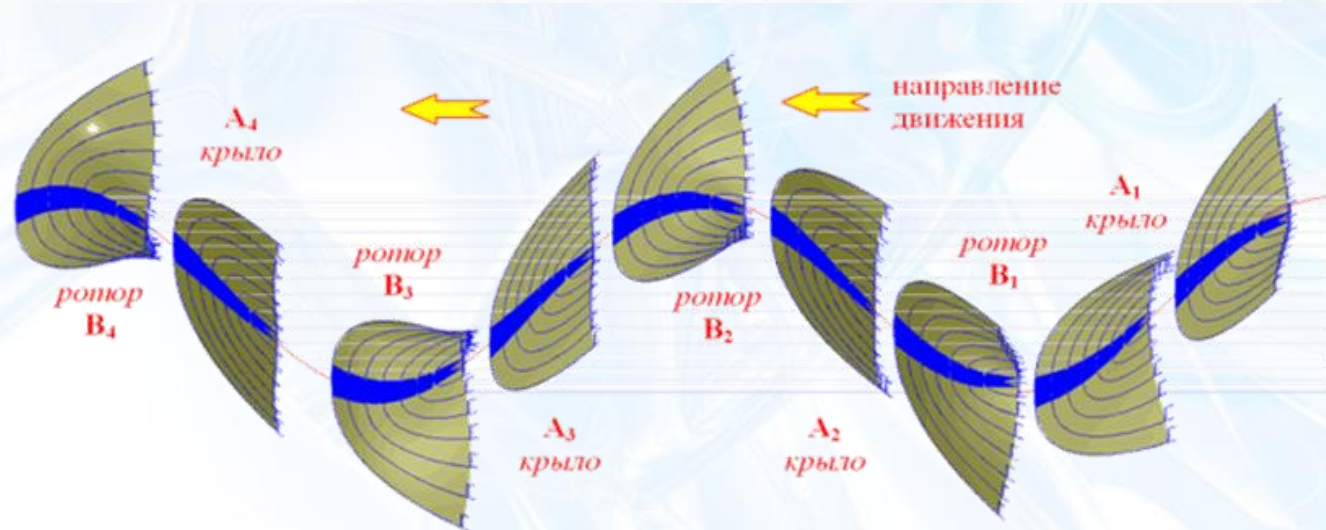 направление
движения
A₄
крыло
A₁
крыло
ротор
B₃
ротор
B₁
ротор
B₄
ротор
B₂
A₃
крыло
A₂
крыло